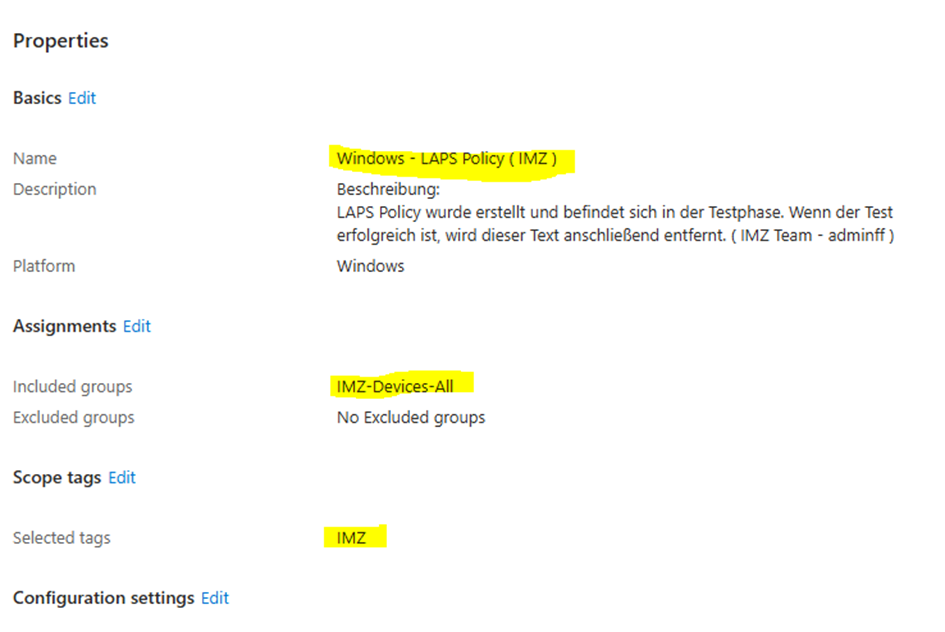 Properties
Basics Edit
Name Windows - LAPS Policy ( IMZ )
Description Beschreibung:
LAPS Policy wurde erstellt und befindet sich in der Testphase. Wenn der Test
erfolgreich ist, wird dieser Text anschließend entfernt. ( IMZ Team - adminff )
Platform Windows
Assignments Edit
Included groups IMZ-Devices-All
Excluded groups No Excluded groups
Scope tags Edit
Selected tags IMZ
Configuration settings Edit